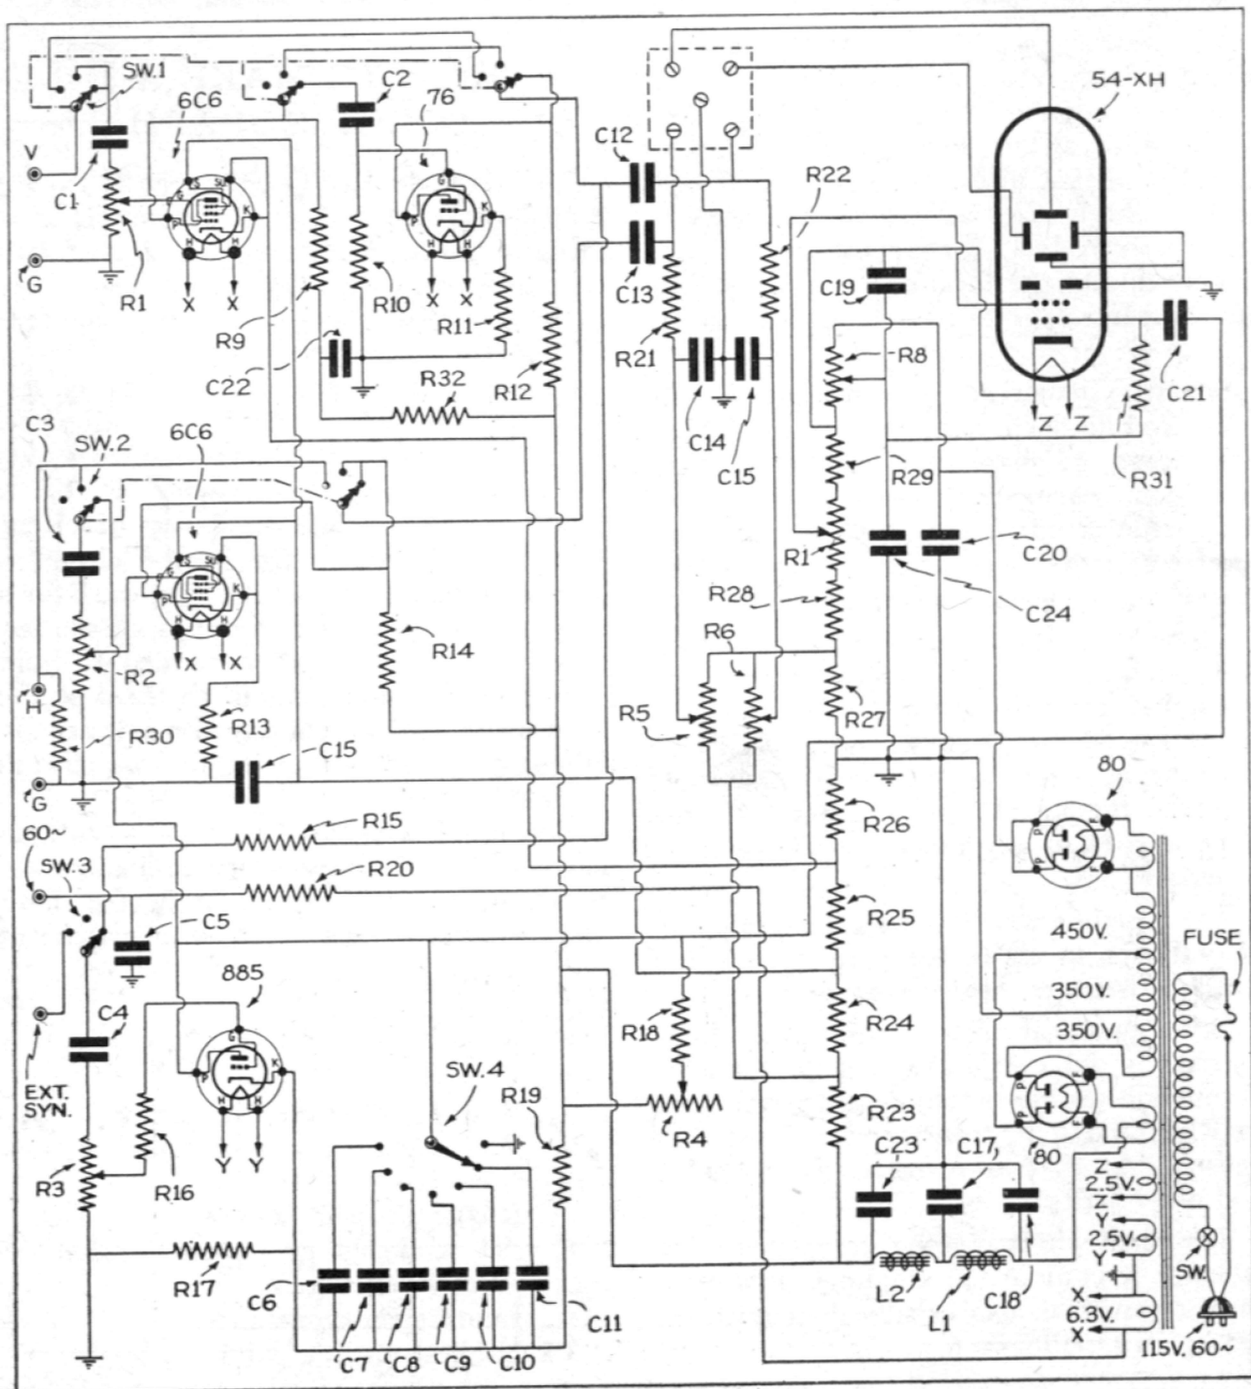 SW.1
C2
76
54-XH
6C6
V
C1
G
R1
C12
R22
C13
C19
R9
R10
R11
R12
R21
R8
C22
R32
C14
C15
C21
R31
R29
C3
SW.2
6C6
R1
C20
R28
C24
R6
R14
R2
H
R30
R13
C15
R5
R27
G
60~
R15
R26
80
SW.3
R20
C5
R25
450V.
FUSE
885
350V.
C4
R18
R24
350V.
EXT.
SYN.
SW.4
R19
R4
R23
80
C23
C17
R3
R16
Z
2.5V.
Z
Y
2.5V.
Y
R17
C6
C7
C8
C9
C10
C11
L2
L1
C18
SW.
X
6.3V.
X
115V. 60~
G
P
SG
SU
K
H
H
X
X
G
P
K
H
H
X
X
Z
Z
G
P
SU
K
H
H
X
X
G
P
K
H
H
Y
Y
P
P
F
F
P
P
F
F